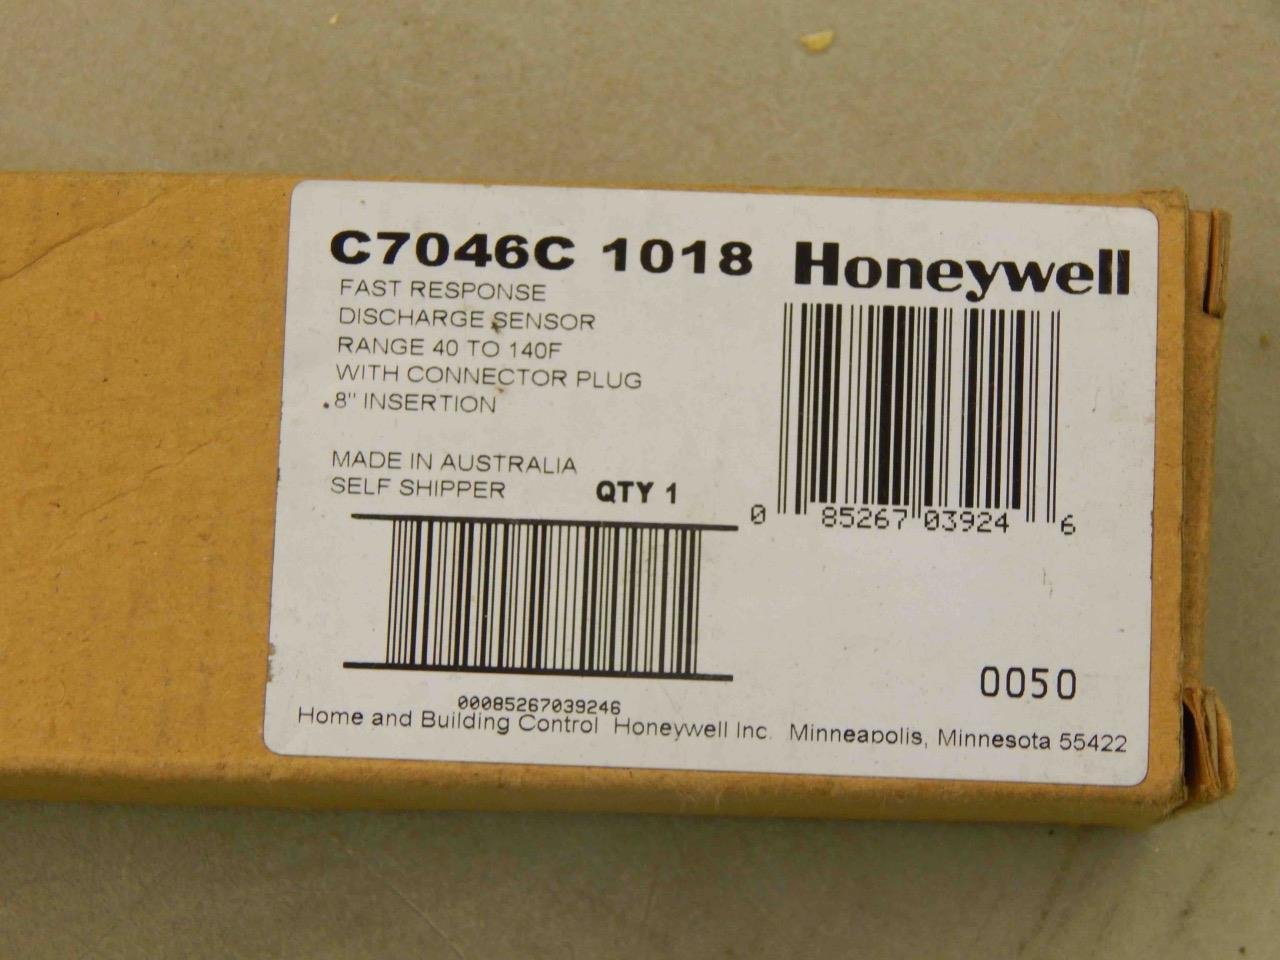 C7046C 1018 Honeywell
FAST RESPONSE
DISCHARGE SENSOR
RANGE 40 TO 140F
WITH CONNECTOR PLUG
8" INSERTION
MADE IN AUSTRALIA
SELF SHIPPER QTY 1
0 85267 03924 6
0050
00085267039246
Home and Building Control Honeywell Inc. Minneapolis, Minnesota 55422